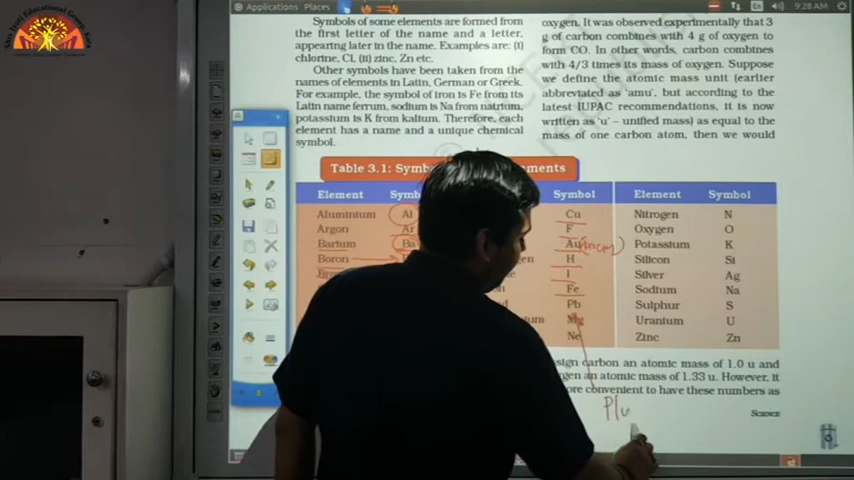 Applications Places
En
9:28 AM
Symbols of some elements are formed from
the first letter of the name and a letter,
appearing later in the name. Examples are: (i)
chlorine, Cl, (ii) zinc, Zn etc.
Other symbols have been taken from the
names of elements in Latin, German or Greek.
For example, the symbol of iron is Fe from its
Latin name ferrum, sodium is Na from natrium,
potassium is K from kalium. Therefore, each
element has a name and a unique chemical
symbol.
oxygen. It was observed experimentally that 3
g of carbon combines with 4 g of oxygen to
form CO. In other words, carbon combines
with 4/3 times its mass of oxygen. Suppose
we define the atomic mass unit (earlier
abbreviated as 'amu', but according to the
latest IUPAC recommendations, it is now
written as 'u' – unified mass) as equal to the
mass of one carbon atom, then we would
Table 3.1: Symb ements
Element Symb Symbol Element Symbol
Aluminium Al Cu Nitrogen N
Argon Ar F Oxygen O
Barium Ba Au Potassium K
Boron H Silicon Si
I Silver Ag
Fe Sodium Na
Pb Sulphur S
Mg Uranium U
Ne Zinc Zn
sign carbon an atomic mass of 1.0 u and
gen an atomic mass of 1.33 u. However, it
ore convenient to have these numbers as
Plu
SCIENCE